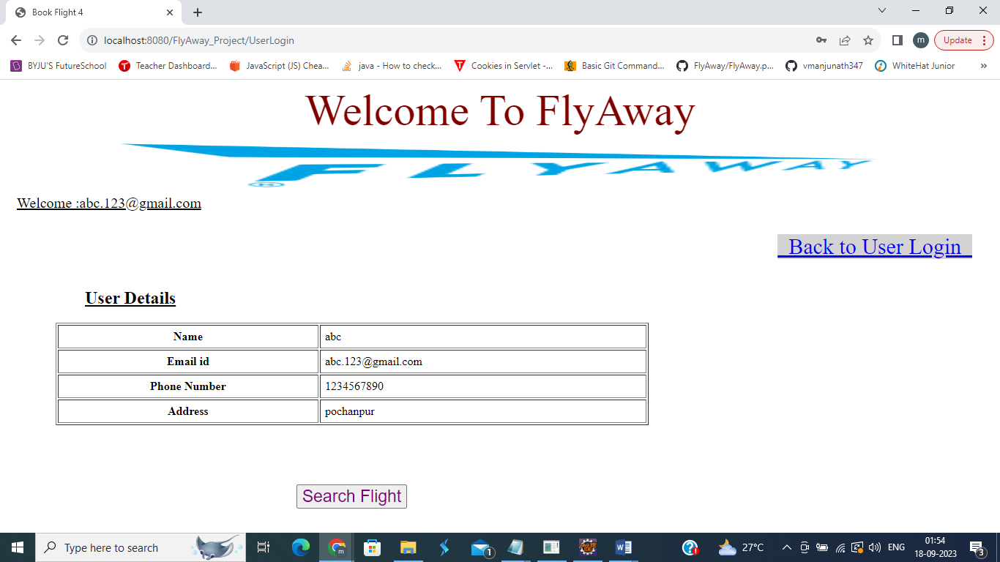 Book Flight 4
localhost:8080/FlyAway_Project/UserLogin
m
Update
BYJU'S FutureSchool
Teacher Dashboard...
JavaScript (JS) Chea...
java - How to check...
Cookies in Servlet -...
Basic Git Command...
FlyAway/FlyAway.p...
vmanjunath347
WhiteHat Junior
»
Welcome To FlyAway
FLYAWAY
®
Welcome :abc.123@gmail.com
Back to User Login
User Details
Name abc
Email id abc.123@gmail.com
Phone Number 1234567890
Address pochanpur
Search Flight
Type here to search
27°C
ENG
01:54
18-09-2023
3